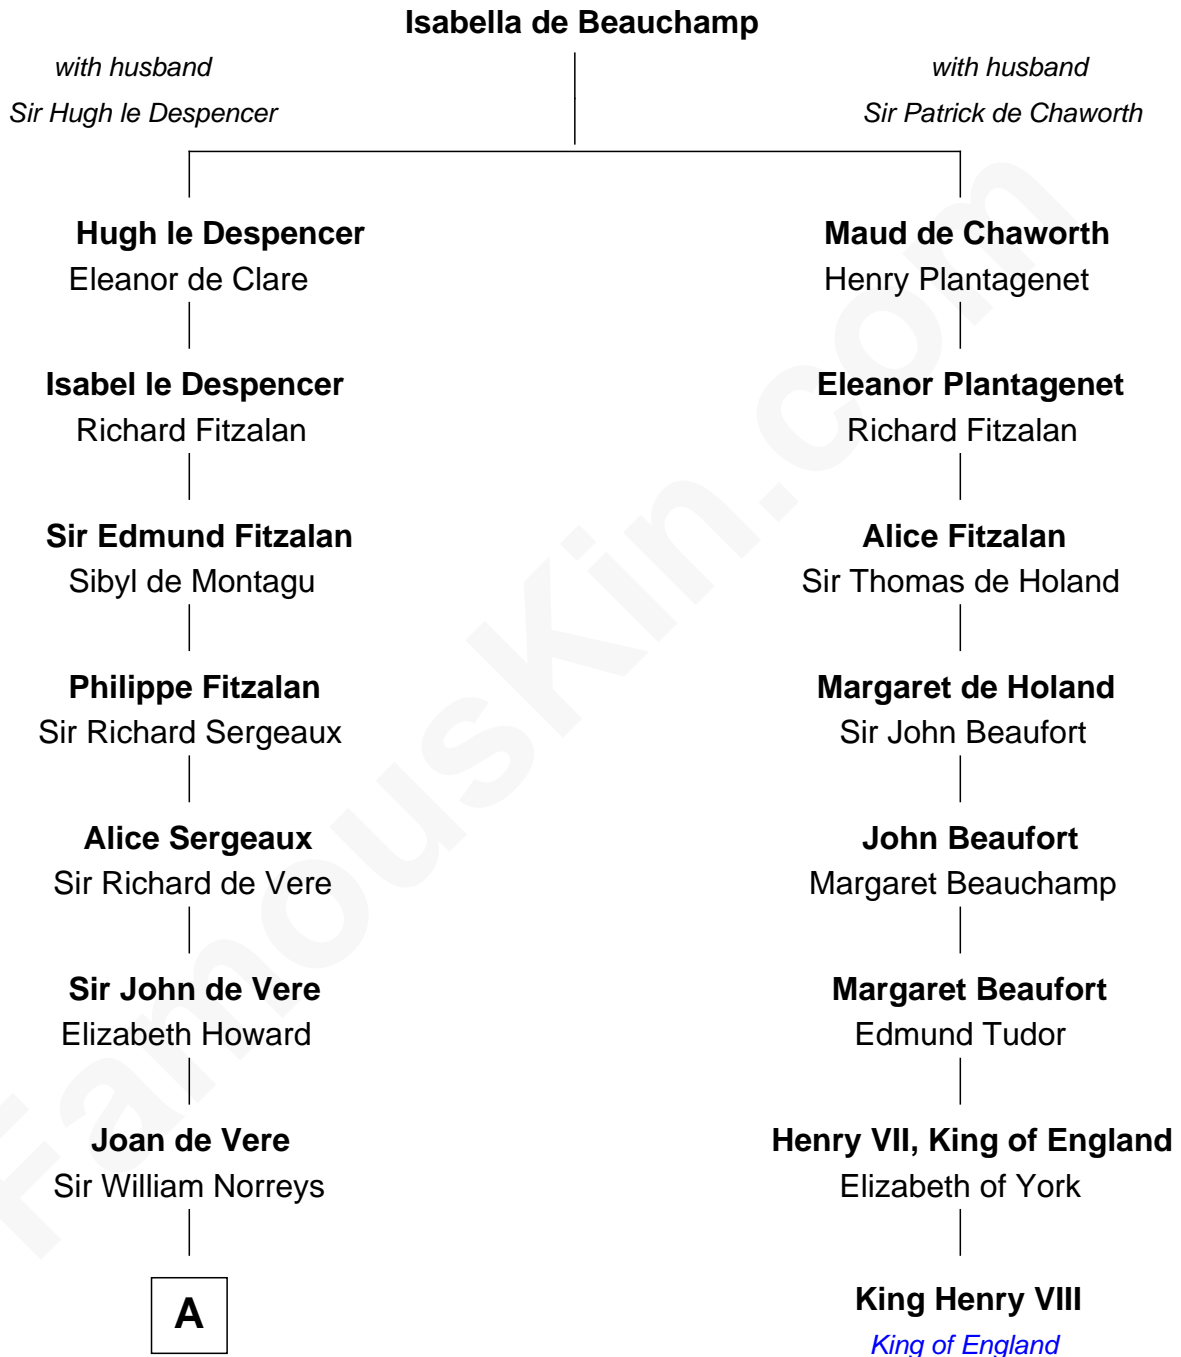 Isabella de Beauchamp
with husband
Sir Hugh le Despencer
with husband
Sir Patrick de Chaworth
Hugh le Despencer
Eleanor de Clare
Maud de Chaworth
Henry Plantagenet
Isabel le Despencer
Richard Fitzalan
Eleanor Plantagenet
Richard Fitzalan
Sir Edmund Fitzalan
Sibyl de Montagu
Alice Fitzalan
Sir Thomas de Holand
Philippe Fitzalan
Sir Richard Sergeaux
Margaret de Holand
Sir John Beaufort
Alice Sergeaux
Sir Richard de Vere
John Beaufort
Margaret Beauchamp
Sir John de Vere
Elizabeth Howard
Margaret Beaufort
Edmund Tudor
Joan de Vere
Sir William Norreys
Henry VII, King of England
Elizabeth of York
A
King Henry VIII
King of England
FamousKin.com